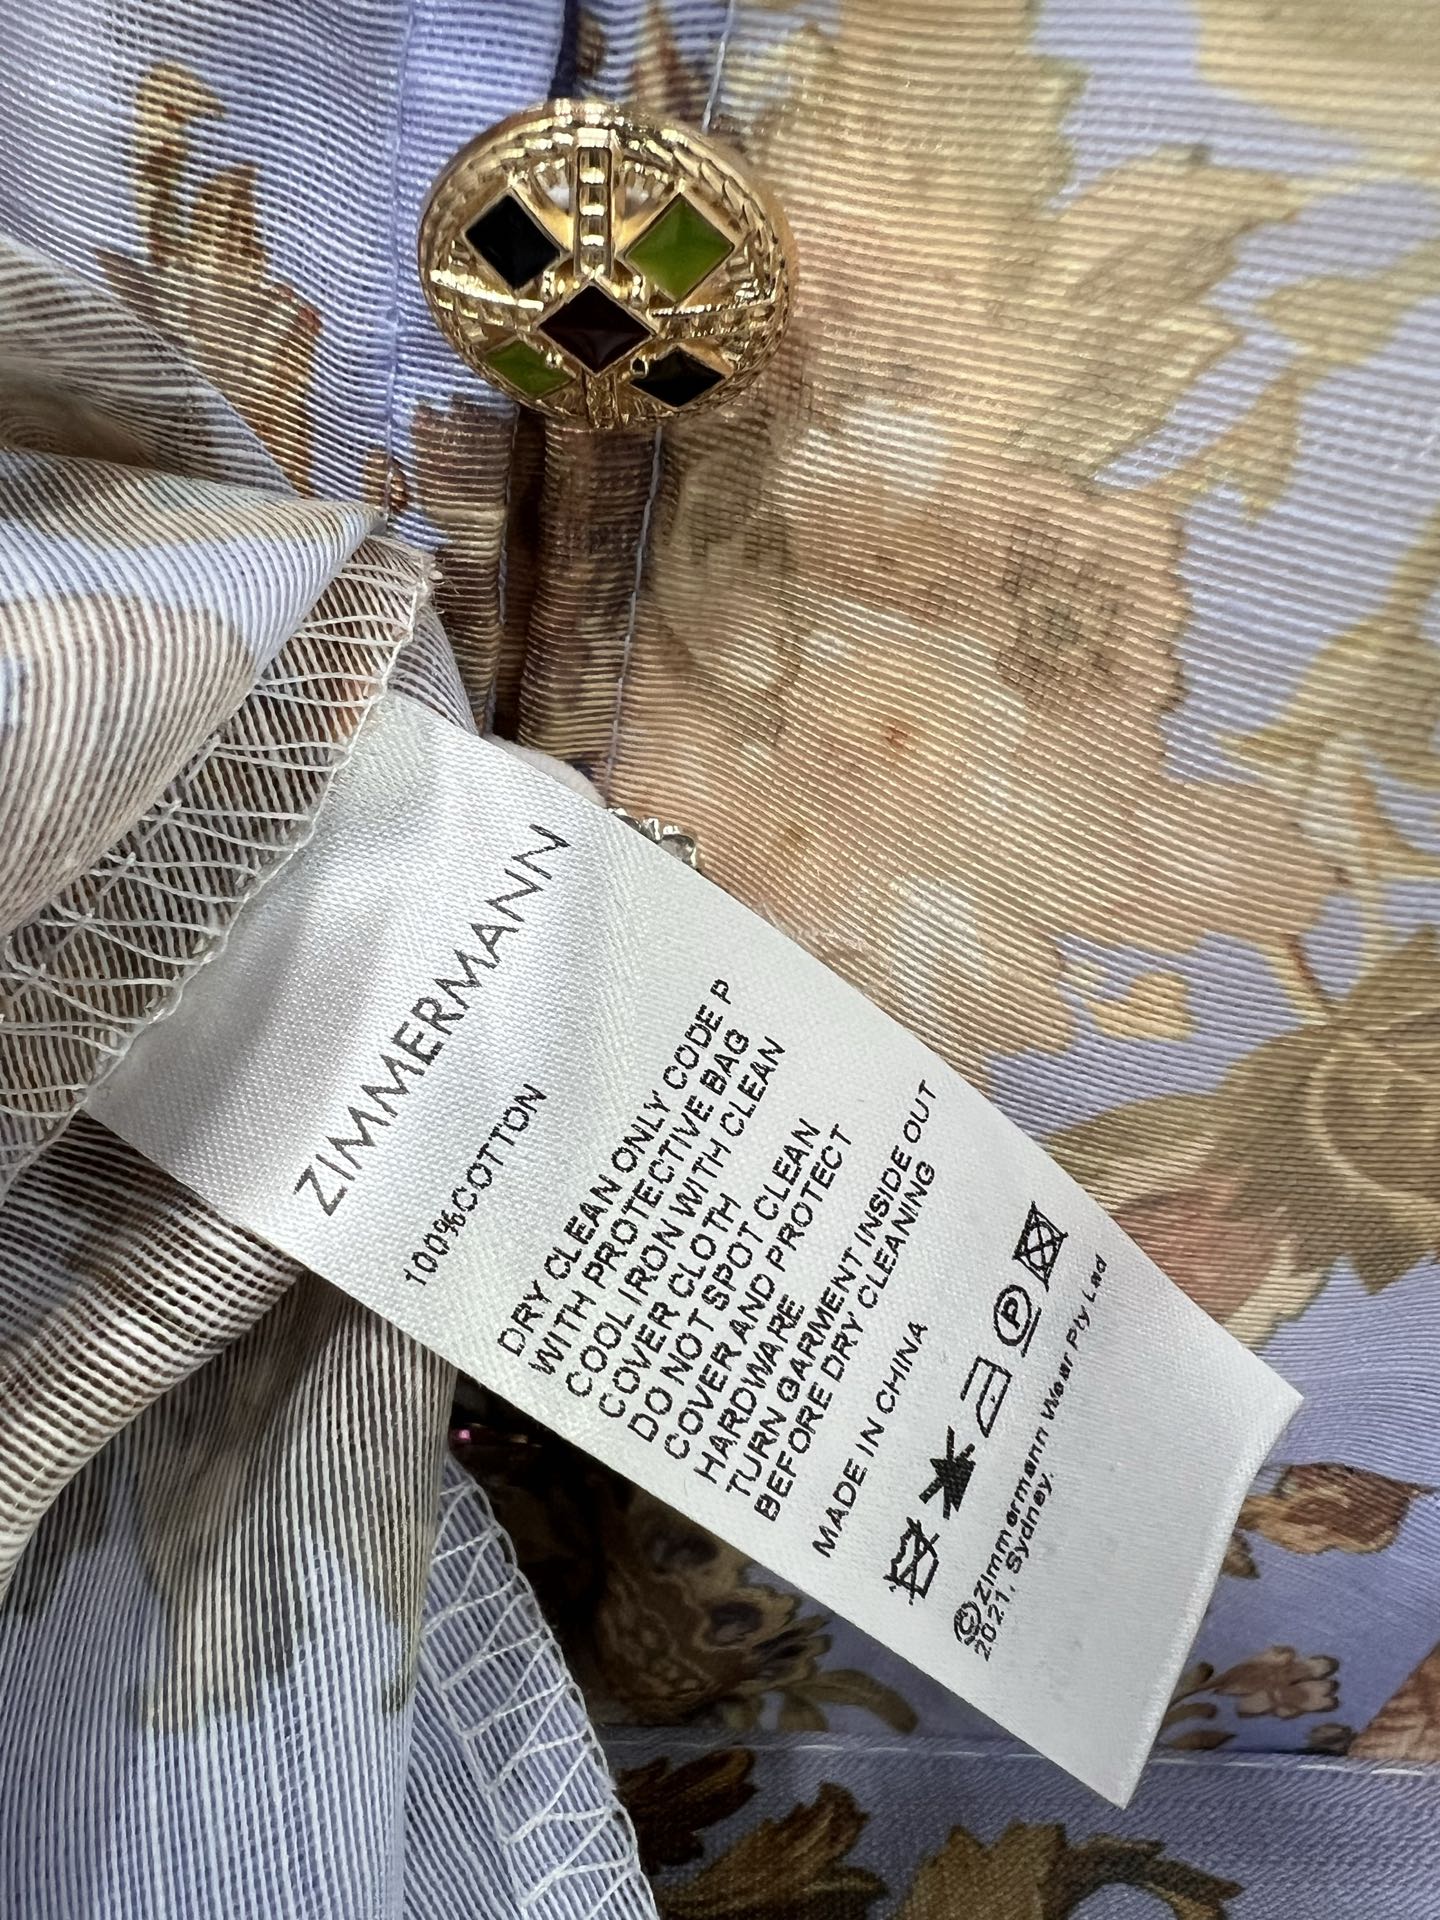 ZIMMERMANN
100%COTTON
DRY CLEAN ONLY CODE P
WITH PROTECTIVE BAG
COOL IRON WITH CLEAN
COVER CLOTH
DO NOT SPOT CLEAN
COVER AND PROTECT
HARDWARE
TURN GARMENT INSIDE OUT
BEFORE DRY CLEANING
MADE IN CHINA
P
©Zimmermann Wear Pty Lad
2021. Sydney.